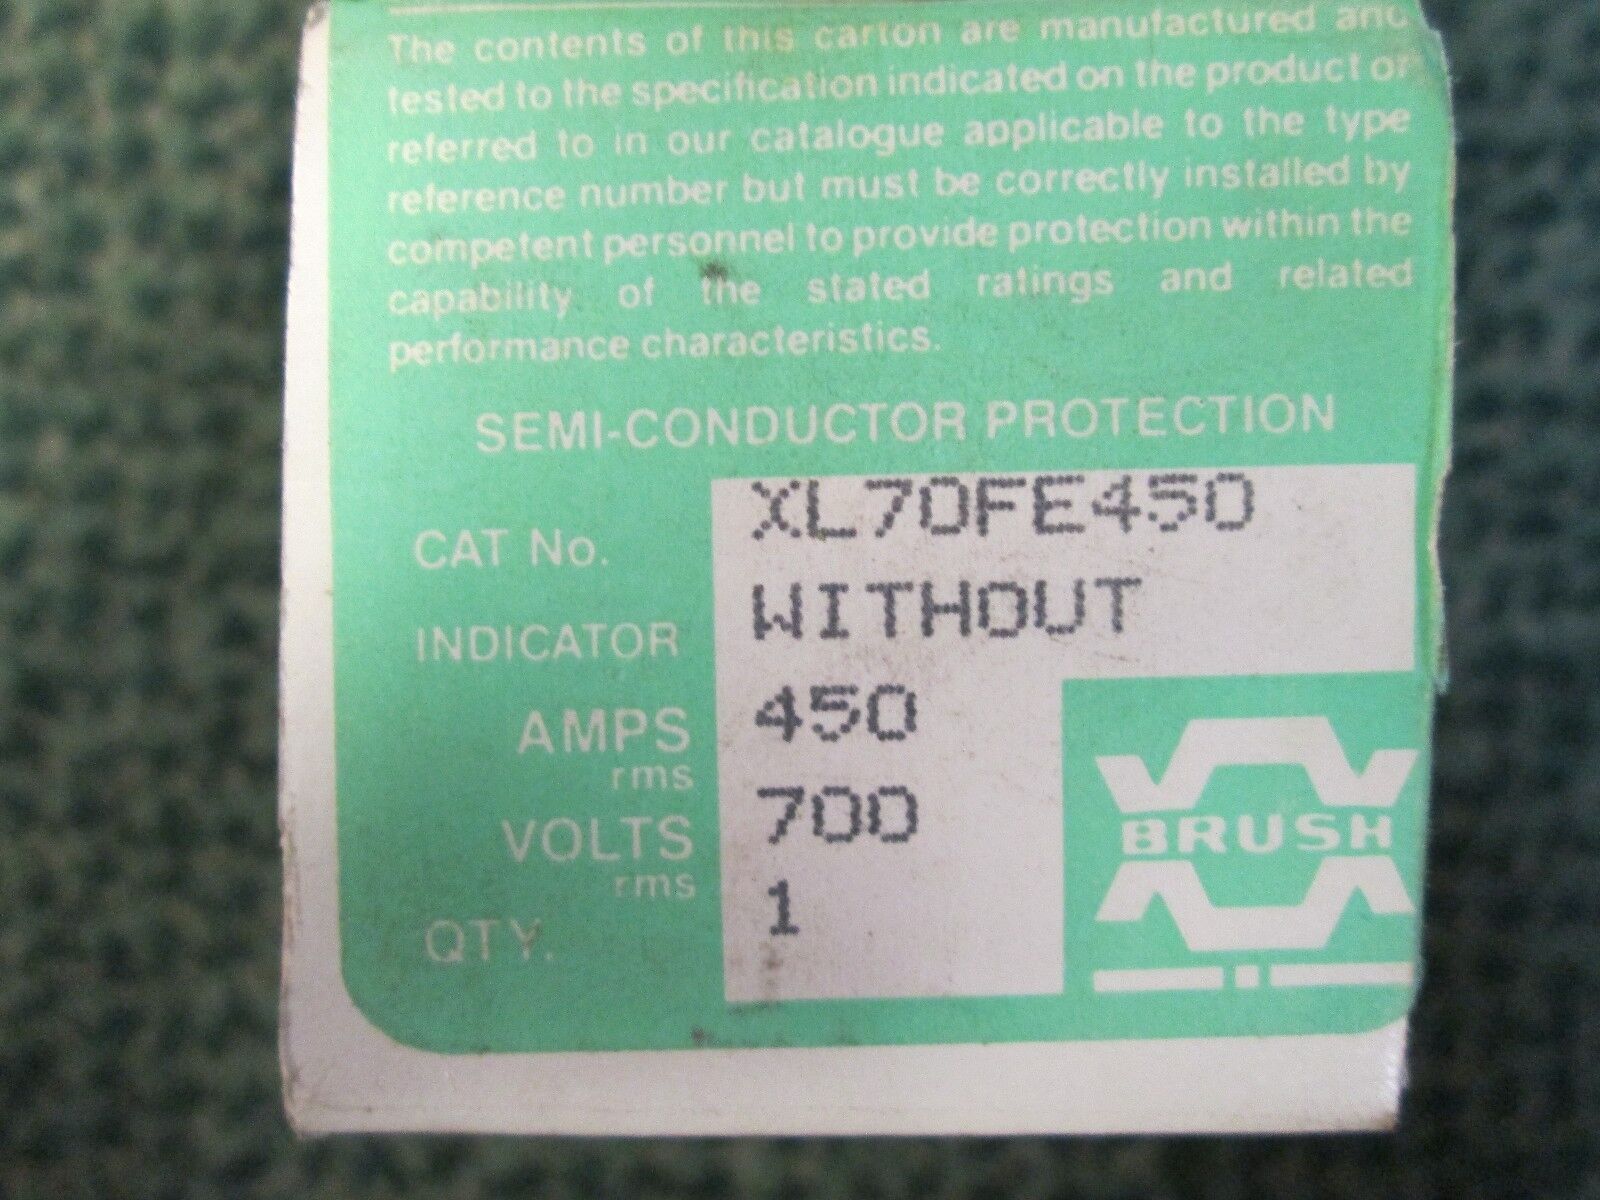 The contents of this carton are manufactured and
tested to the specification indicated on the product or
referred to in our catalogue applicable to the type
reference number but must be correctly installed by
competent personnel to provide protection within the
capability of the stated ratings and related
performance characteristics.
SEMI-CONDUCTOR PROTECTION
CAT No. XL70FE450
INDICATOR WITHOUT
AMPS 450
rms
VOLTS 700
rms
QTY. 1
BRUSH